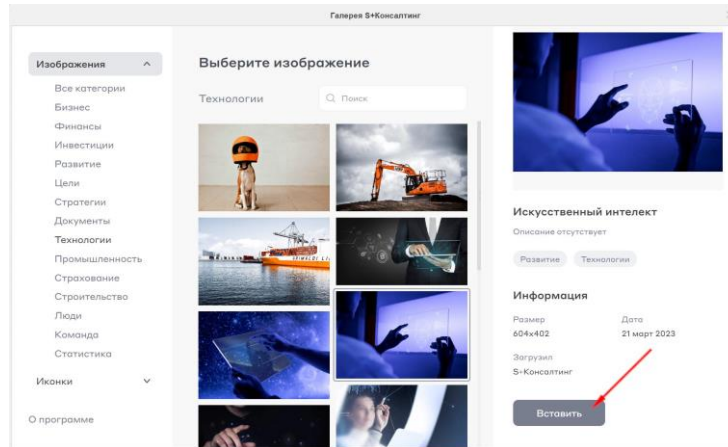 Галерея S+Консалтинг
Изображения
Все категории
Бизнес
Финансы
Инвестиции
Развитие
Цели
Стратегии
Документы
Технологии
Промышленность
Страхование
Строительство
Люди
Команда
Статистика
Иконки
О программе
Выберите изображение
Технологии
Поиск
Искусственный интелект
Описание отсутствует
Развитие
Технологии
Информация
Размер
Дата
604x402
21 март 2023
Загрузил
S-Консалтинг
Вставить